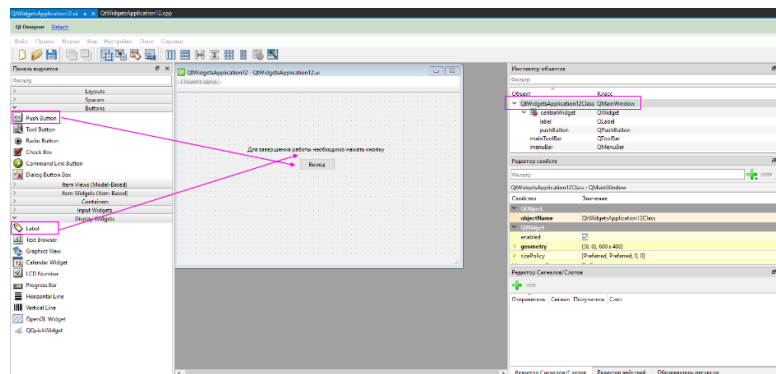 QtWidgetsApplication12.ui QtWidgetsApplication12.cpp
Qt Designer Detach
Файл Правка Форма Вид Настройки Окно Справка
Панель виджетов
Фильтр
Layouts
Spacers
Buttons
Push Button
Tool Button
Radio Button
Check Box
Command Link Button
Dialog Button Box
Item Views (Model-Based)
Item Widgets (Item-Based)
Containers
Input Widgets
Display Widgets
Label
Text Browser
Graphics View
Calendar Widget
LCD Number
Progress Bar
Horizontal Line
Vertical Line
OpenGL Widget
QQuickWidget
QtWidgetsApplication12 - QtWidgetsApplication12.ui
Пишите здесь
Для завершения работы необходимо нажать кнопку
Выход
Инспектор объектов
Фильтр
Объект Класс
QtWidgetsApplication12Class QMainWindow
centralWidget QWidget
label QLabel
pushButton QPushButton
mainToolBar QToolBar
menuBar QMenuBar
Редактор свойств
Фильтр
QtWidgetsApplication12Class : QMainWindow
Свойство Значение
QObject
objectName QtWidgetsApplication12Class
QWidget
enabled
geometry [(0, 0), 600 x 400]
sizePolicy [Preferred, Preferred, 0, 0]
Редактор Сигналов/Слотов
Отправитель Сигнал Получатель Слот
Редактор Сигналов/Слотов Редактор действий Обозреватель ресурсов